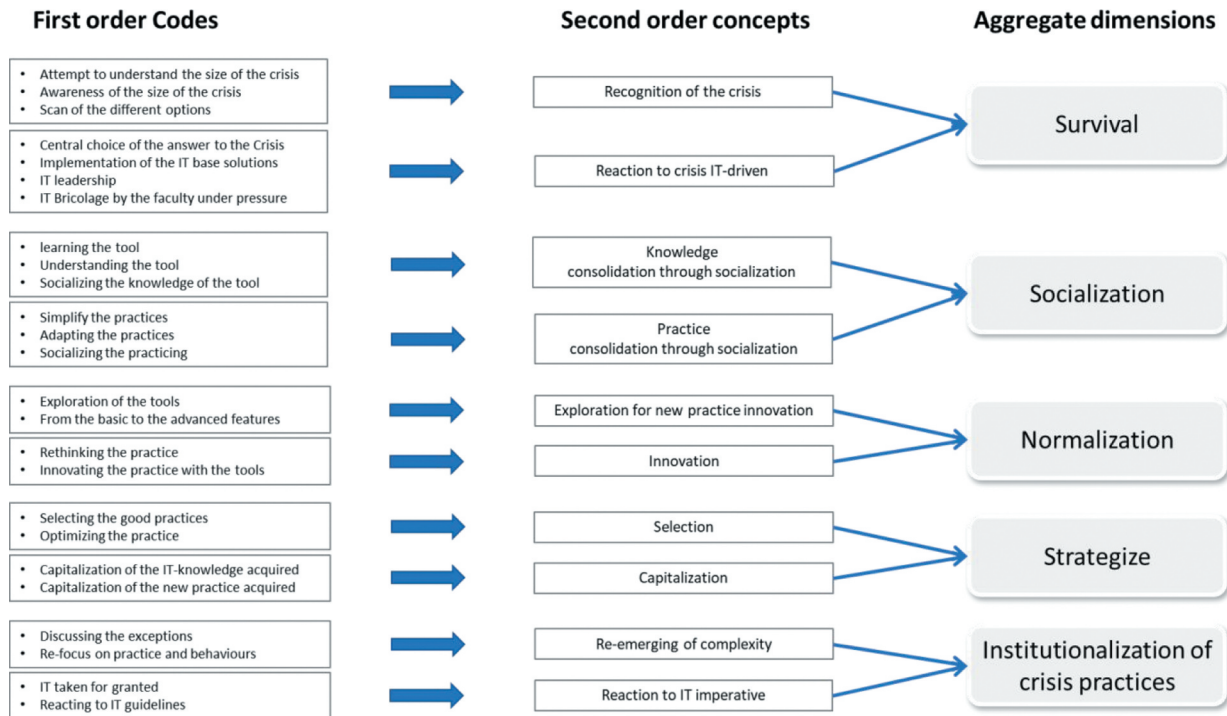 First order Codes
Second order concepts
Aggregate dimensions
• Attempt to understand the size of the crisis
• Awareness of the size of the crisis
• Scan of the different options
Recognition of the crisis
Survival
• Central choice of the answer to the Crisis
• Implementation of the IT base solutions
• IT leadership
• IT Bricolage by the faculty under pressure
Reaction to crisis IT-driven
• learning the tool
• Understanding the tool
• Socializing the knowledge of the tool
Knowledge
consolidation through socialization
Socialization
• Simplify the practices
• Adapting the practices
• Socializing the practicing
Practice
consolidation through socialization
• Exploration of the tools
• From the basic to the advanced features
Exploration for new practice innovation
Normalization
• Rethinking the practice
• Innovating the practice with the tools
Innovation
• Selecting the good practices
• Optimizing the practice
Selection
Strategize
• Capitalization of the IT-knowledge acquired
• Capitalization of the new practice acquired
Capitalization
• Discussing the exceptions
• Re-focus on practice and behaviours
Re-emerging of complexity
Institutionalization of
crisis practices
• IT taken for granted
• Reacting to IT guidelines
Reaction to IT imperative